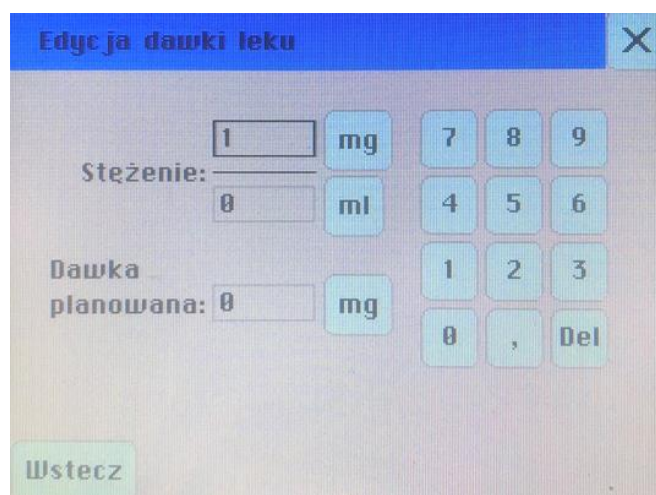 Edycja dawki leku X
1 mg 7 8 9
Stężenie:
0 ml 4 5 6
Dawka 1 2 3
planowana: 0 mg
0 , Del
Wstecz